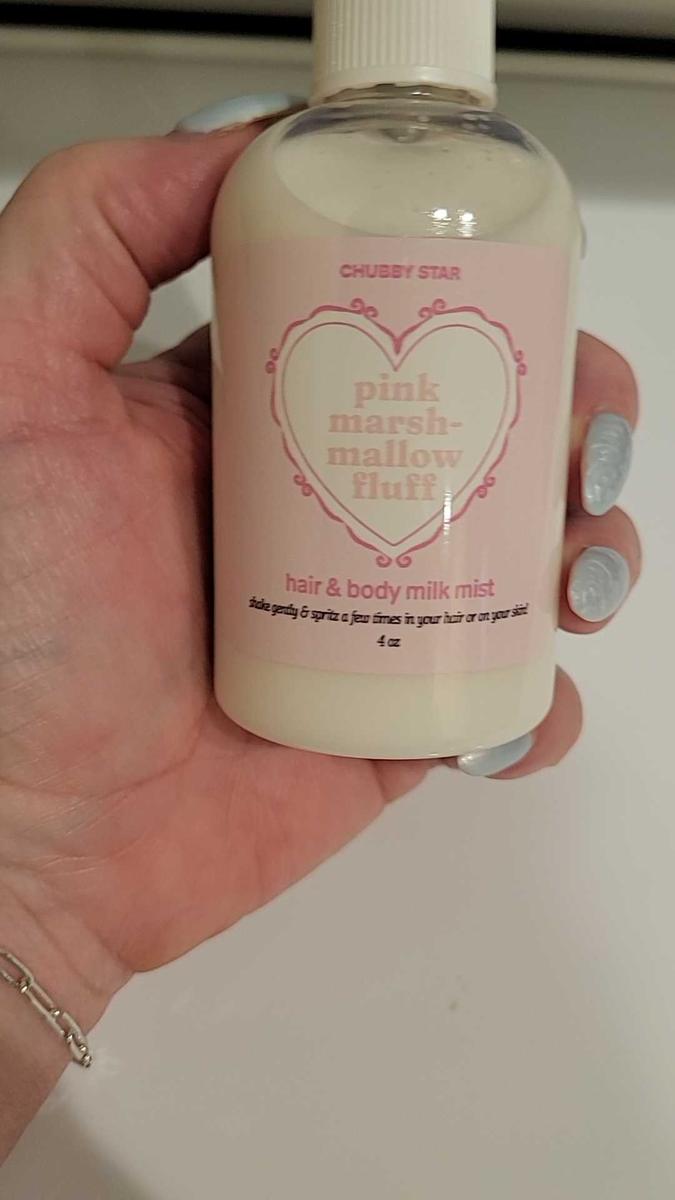 CHUBBY STAR
pink
marsh-
mallow
fluff
hair & body milk mist
shake gently & spritz a few times in your hair or on your skin!
4 oz